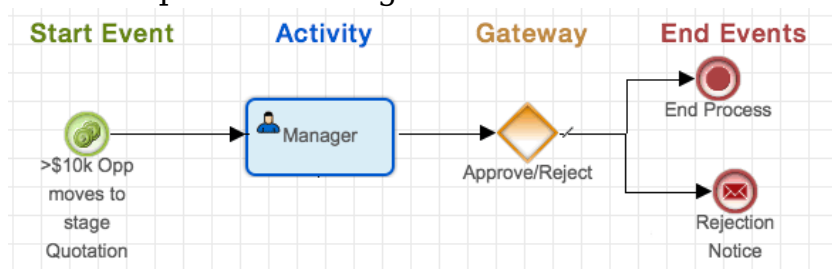 Start Event
Activity
Gateway
End Events
End Process
Manager
>$10k Opp
moves to
stage
Quotation
Approve/Reject
Rejection
Notice